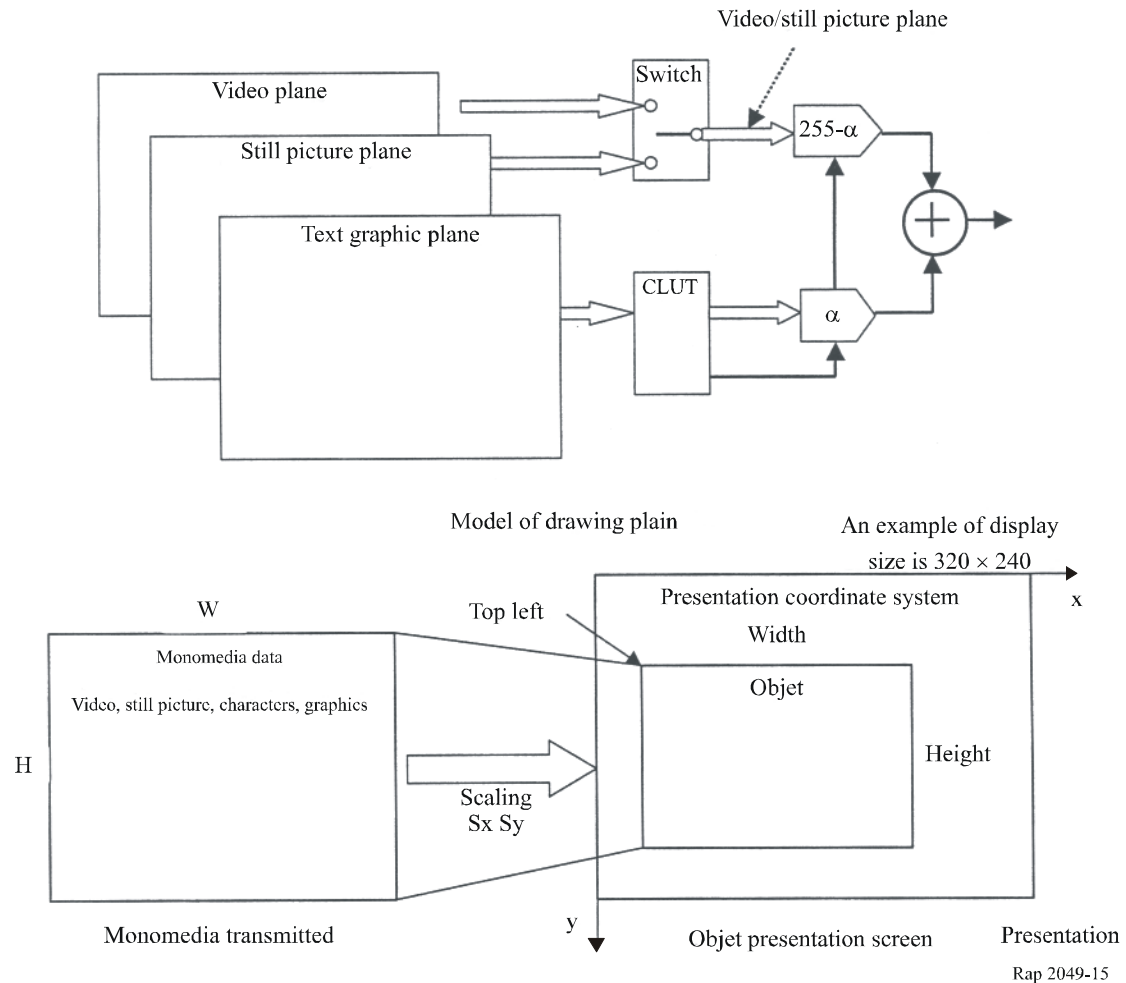 Video/still picture plane
Video plane
Switch
Still picture plane
255-α
Text graphic plane
CLUT
α
Model of drawing plain
An example of display
size is 320 × 240
x
Presentation coordinate system
W
Top left
Width
Monomedia data
Objet
Video, still picture, characters, graphics
H
Height
Scaling
Sx Sy
y
Monomedia transmitted
Objet presentation screen
Presentation
Rap 2049-15